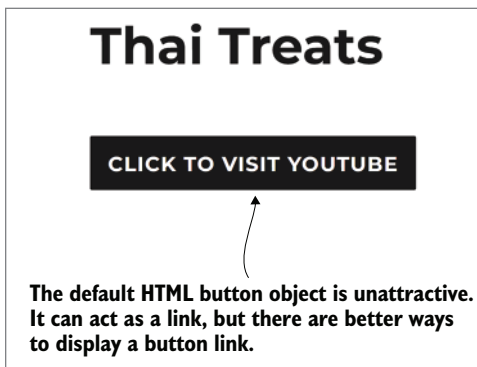 Thai Treats
CLICK TO VISIT YOUTUBE
The default HTML button object is unattractive.
It can act as a link, but there are better ways
to display a button link.